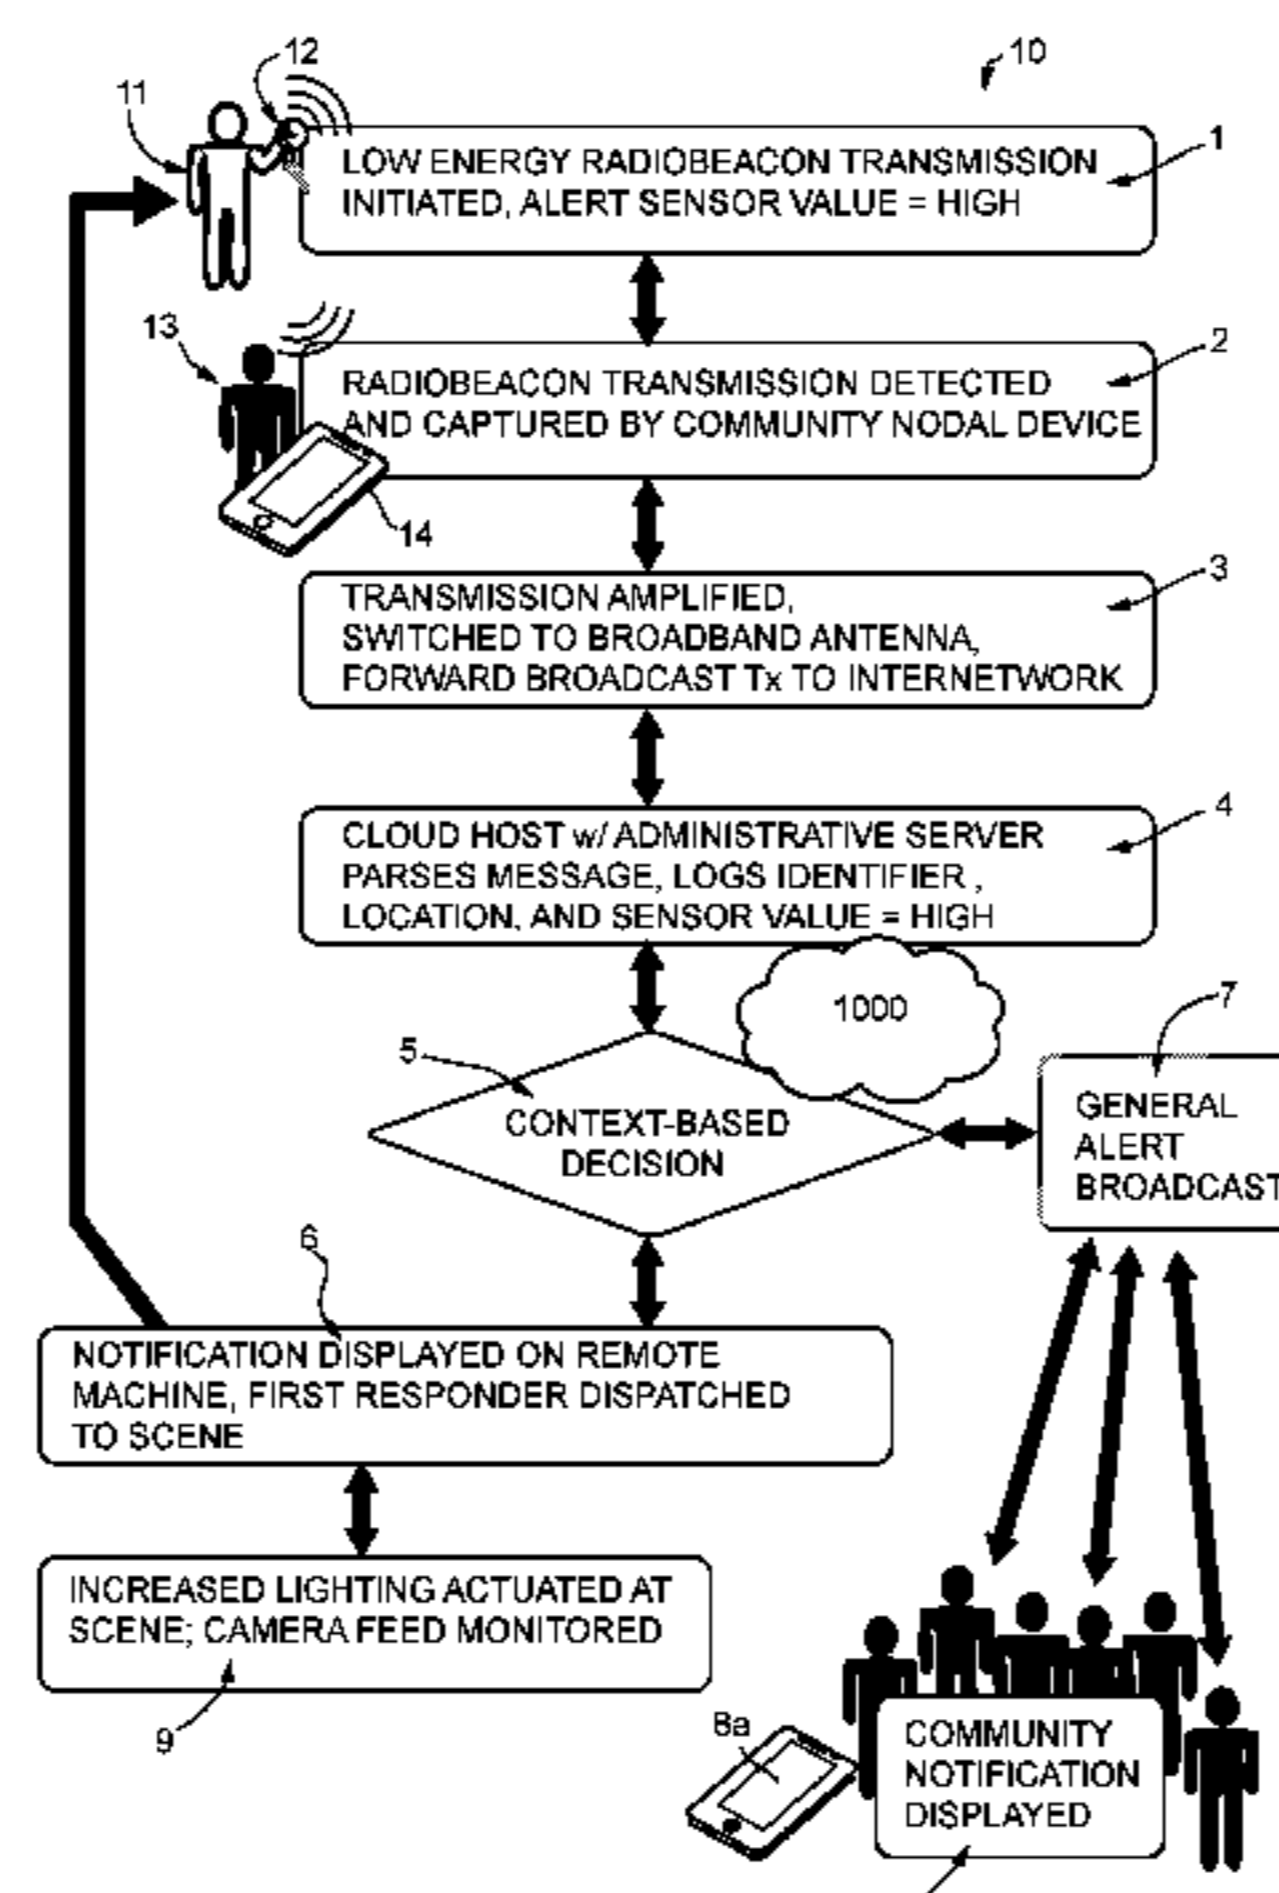 12
10
11
1
LOW ENERGY RADIOBEACON TRANSMISSION
INITIATED, ALERT SENSOR VALUE = HIGH
13
2
RADIOBEACON TRANSMISSION DETECTED
AND CAPTURED BY COMMUNITY NODAL DEVICE
14
3
TRANSMISSION AMPLIFIED,
SWITCHED TO BROADBAND ANTENNA,
FORWARD BROADCAST Tx TO INTERNETWORK
4
CLOUD HOST w/ ADMINISTRATIVE SERVER
PARSES MESSAGE, LOGS IDENTIFIER ,
LOCATION, AND SENSOR VALUE = HIGH
1000
7
5
CONTEXT-BASED
DECISION
GENERAL
ALERT
BROADCAST
6
NOTIFICATION DISPLAYED ON REMOTE
MACHINE, FIRST RESPONDER DISPATCHED
TO SCENE
INCREASED LIGHTING ACTUATED AT
SCENE; CAMERA FEED MONITORED
9
8a
COMMUNITY
NOTIFICATION
DISPLAYED